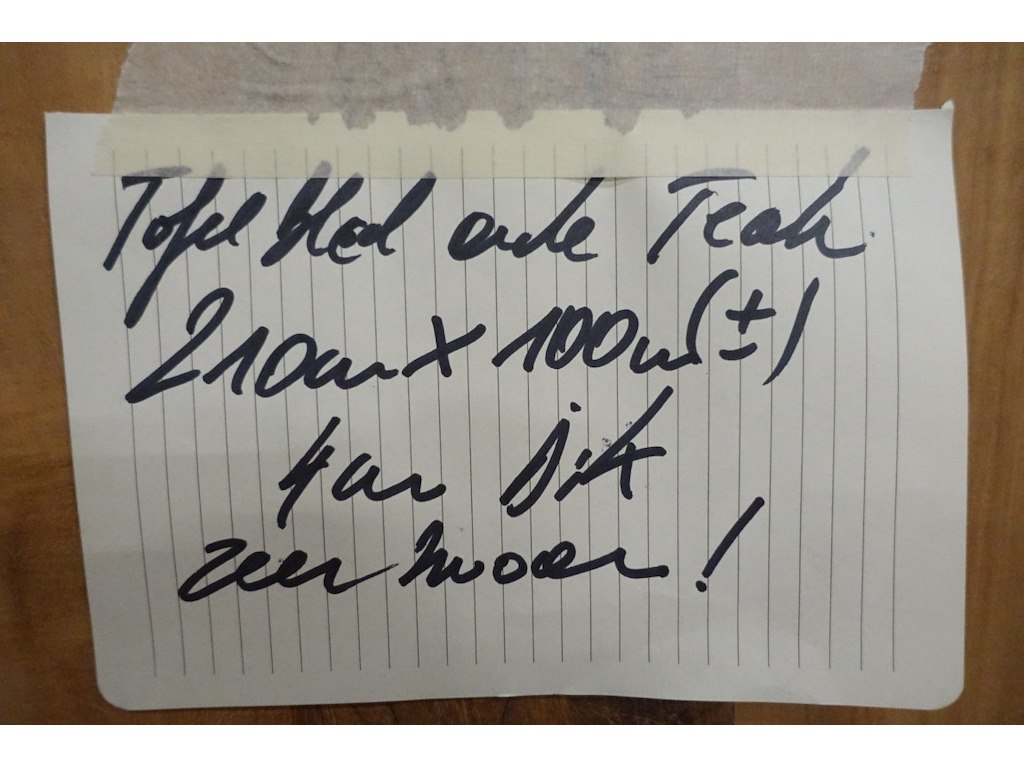 Tafel blad oude Teak.
210cm x 100cm (±)
4cm Dik
zeer mooi !